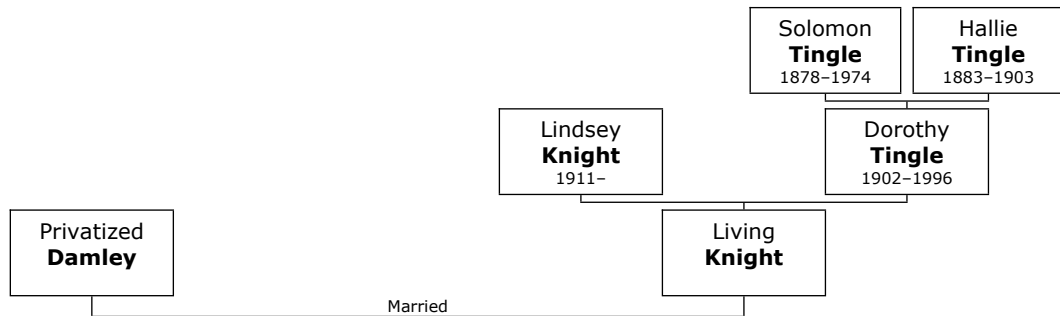 Solomon
Tingle
1878–1974
Hallie
Tingle
1883–1903
Lindsey
Knight
1911–
Dorothy
Tingle
1902–1996
Privatized
Damley
Living
Knight
Married